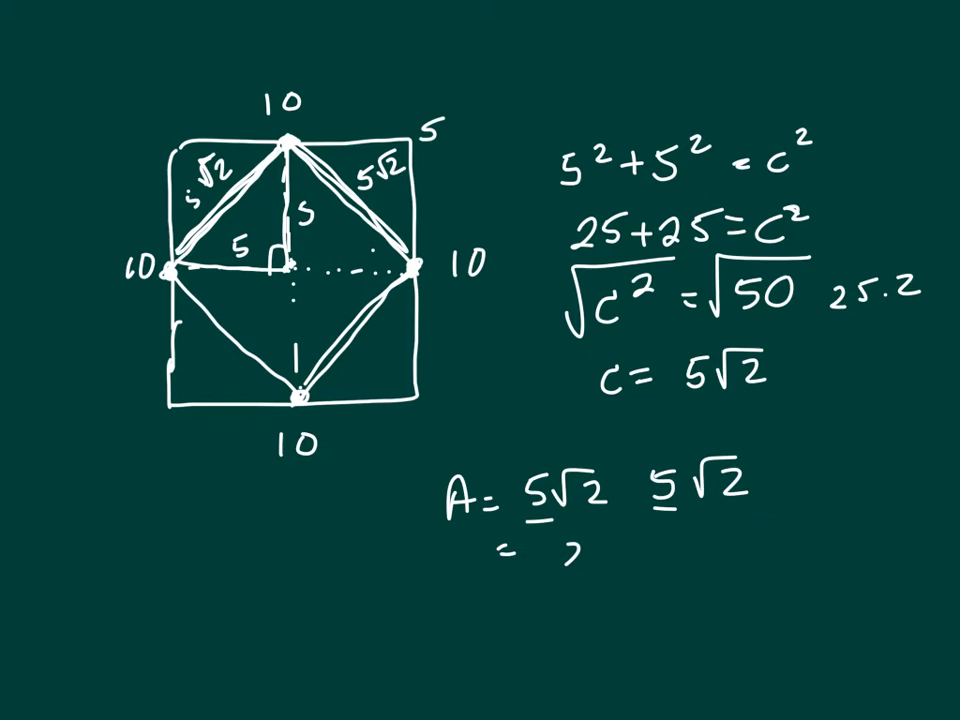 10
5
√2
5√2
5
5
10
10
10
5² + 5² = c²
25 + 25 = c²
√c² = √50 25.2
c = 5√2
A = 5√2 5√2
=